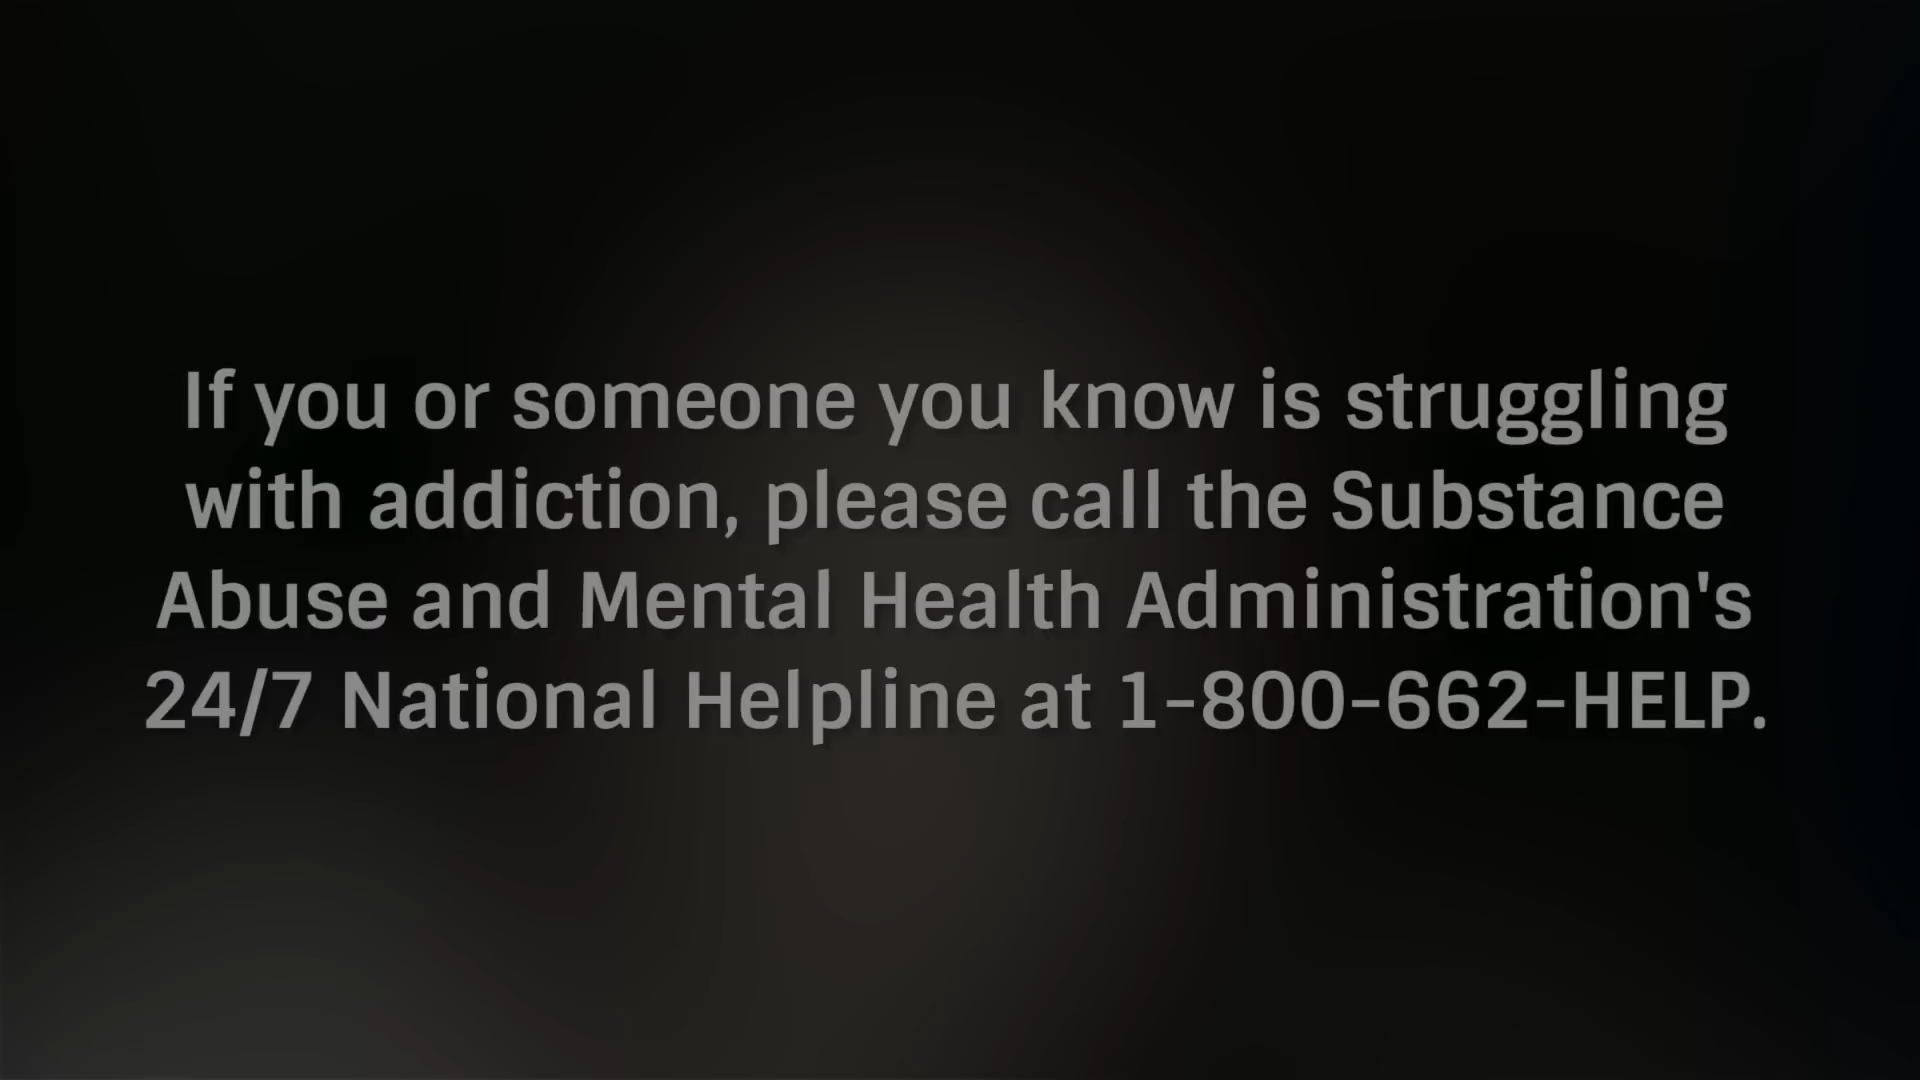 If you or someone you know is struggling
with addiction, please call the Substance
Abuse and Mental Health Administration's
24/7 National Helpline at 1-800-662-HELP.